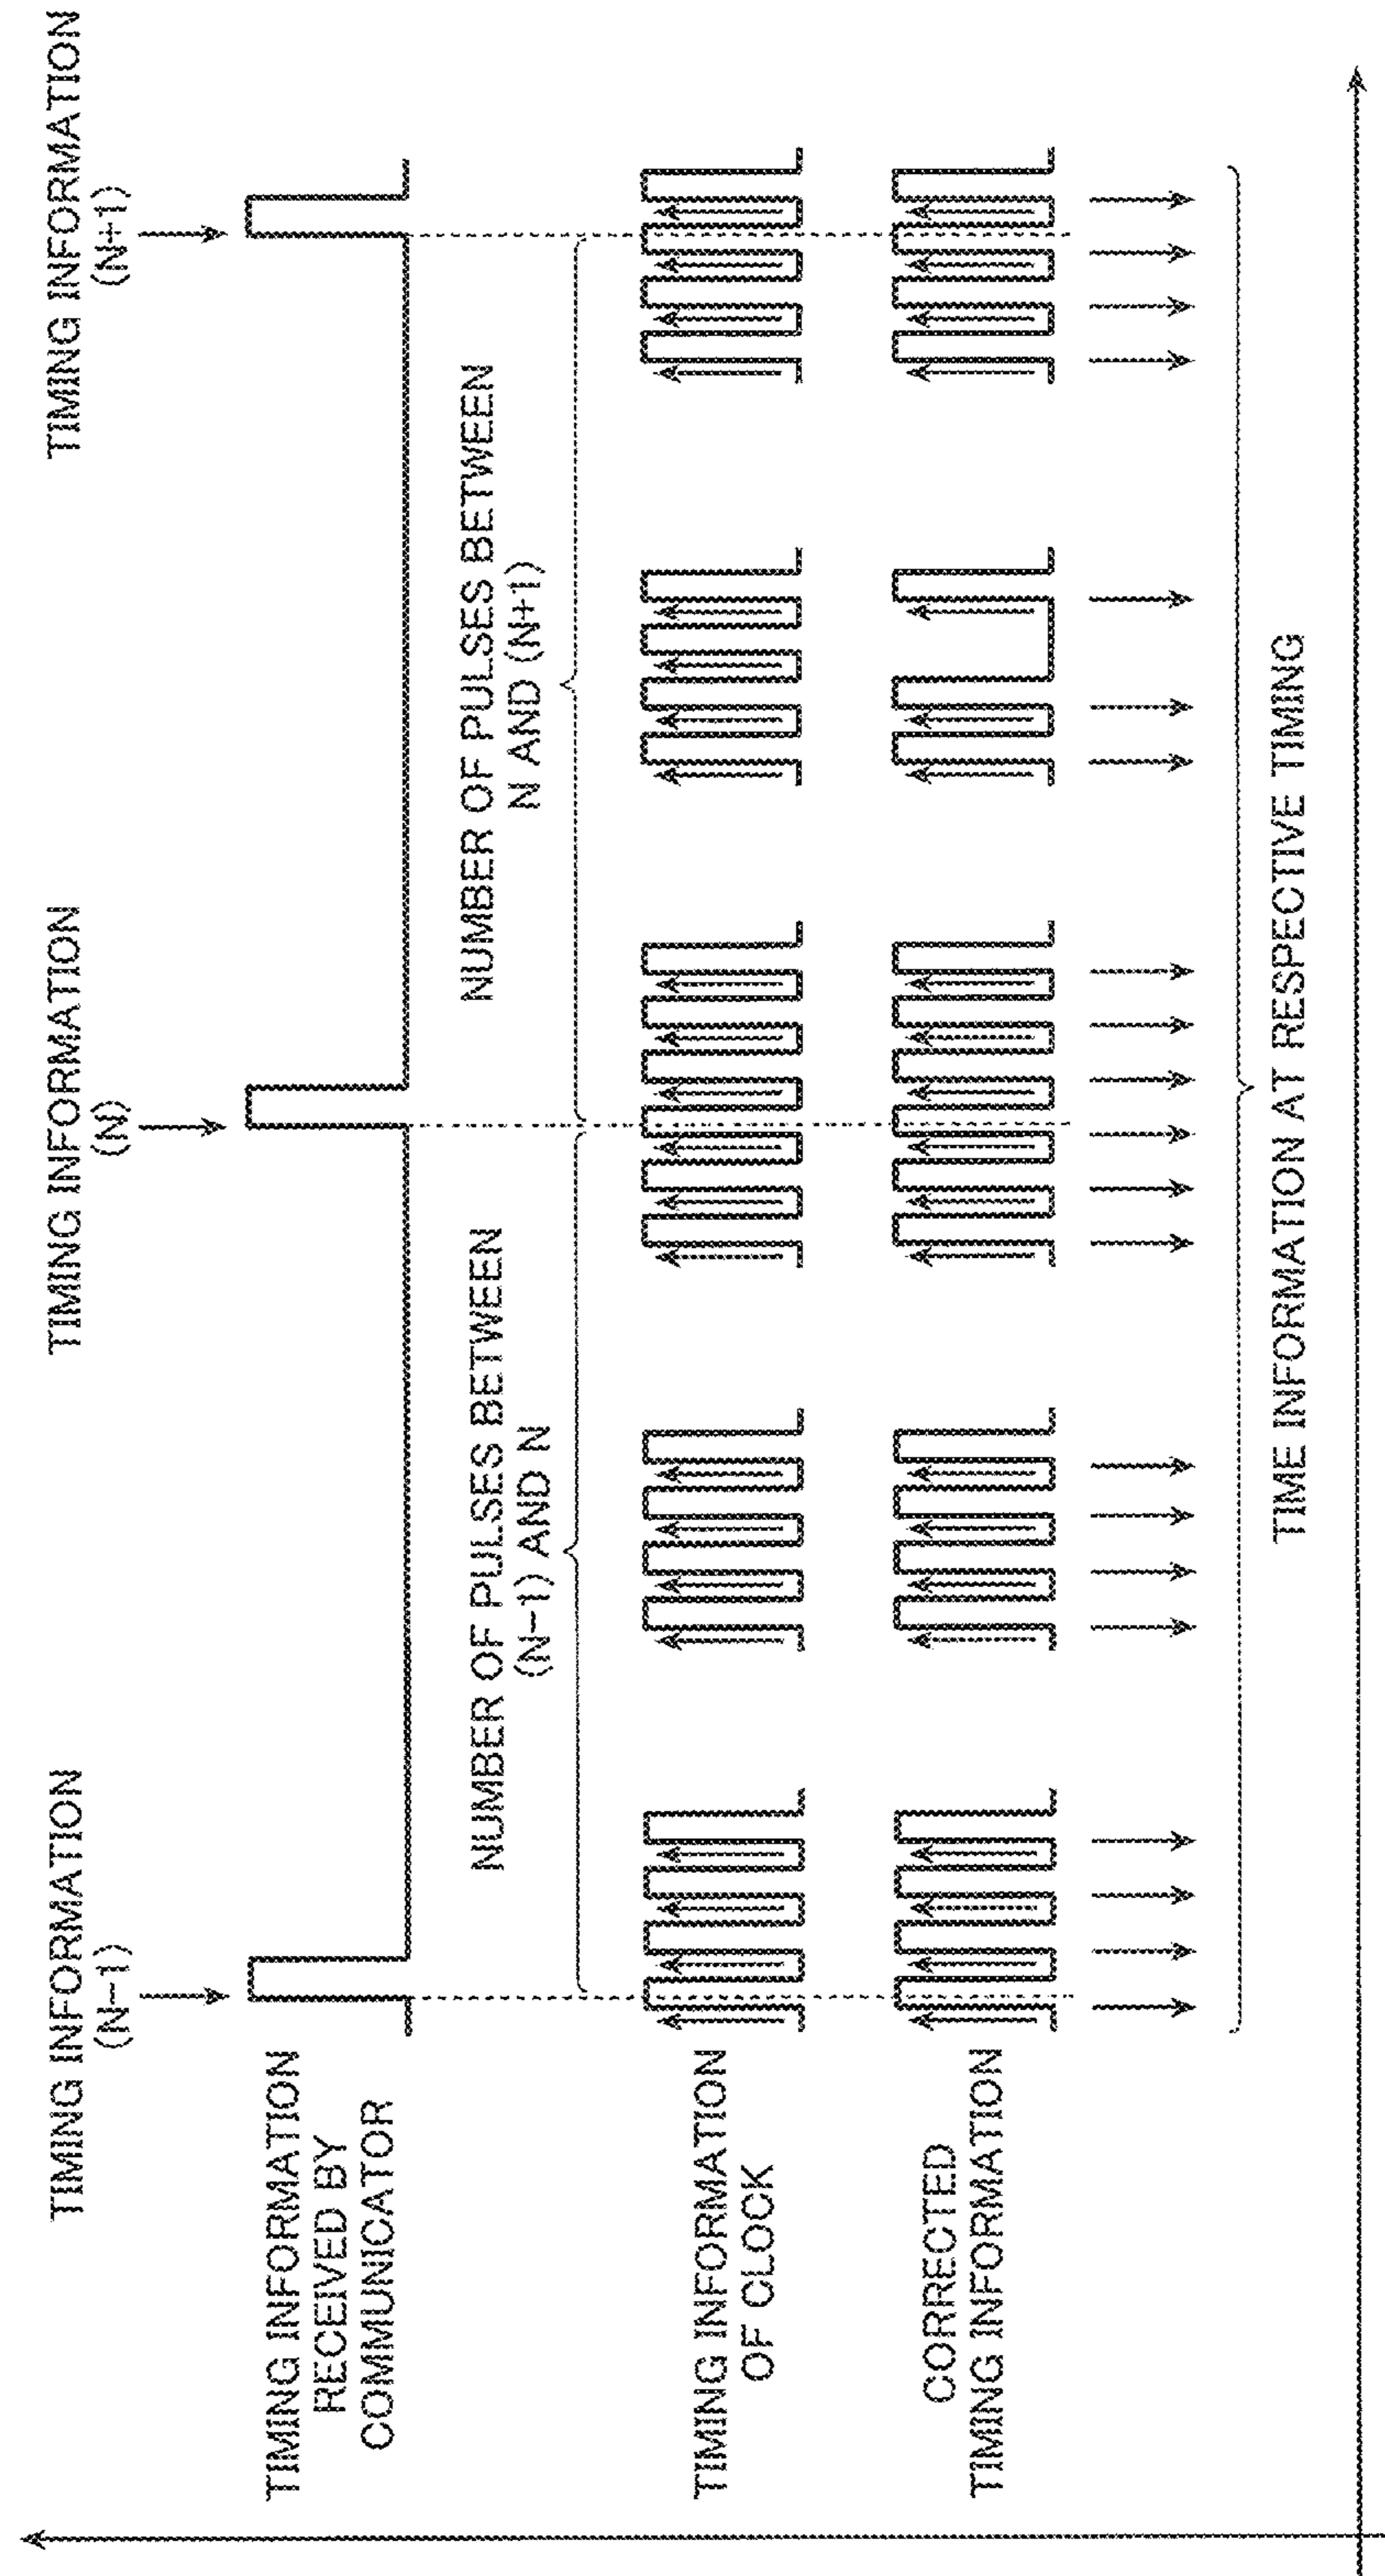 TIMING INFORMATION
(N−1)
TIMING INFORMATION
(N)
TIMING INFORMATION
(N+1)
TIMING INFORMATION
RECEIVED BY
COMMUNICATOR
NUMBER OF PULSES BETWEEN
(N−1) AND N
NUMBER OF PULSES BETWEEN
N AND (N+1)
TIMING INFORMATION
OF CLOCK
CORRECTED
TIMING INFORMATION
TIME INFORMATION AT RESPECTIVE TIMING